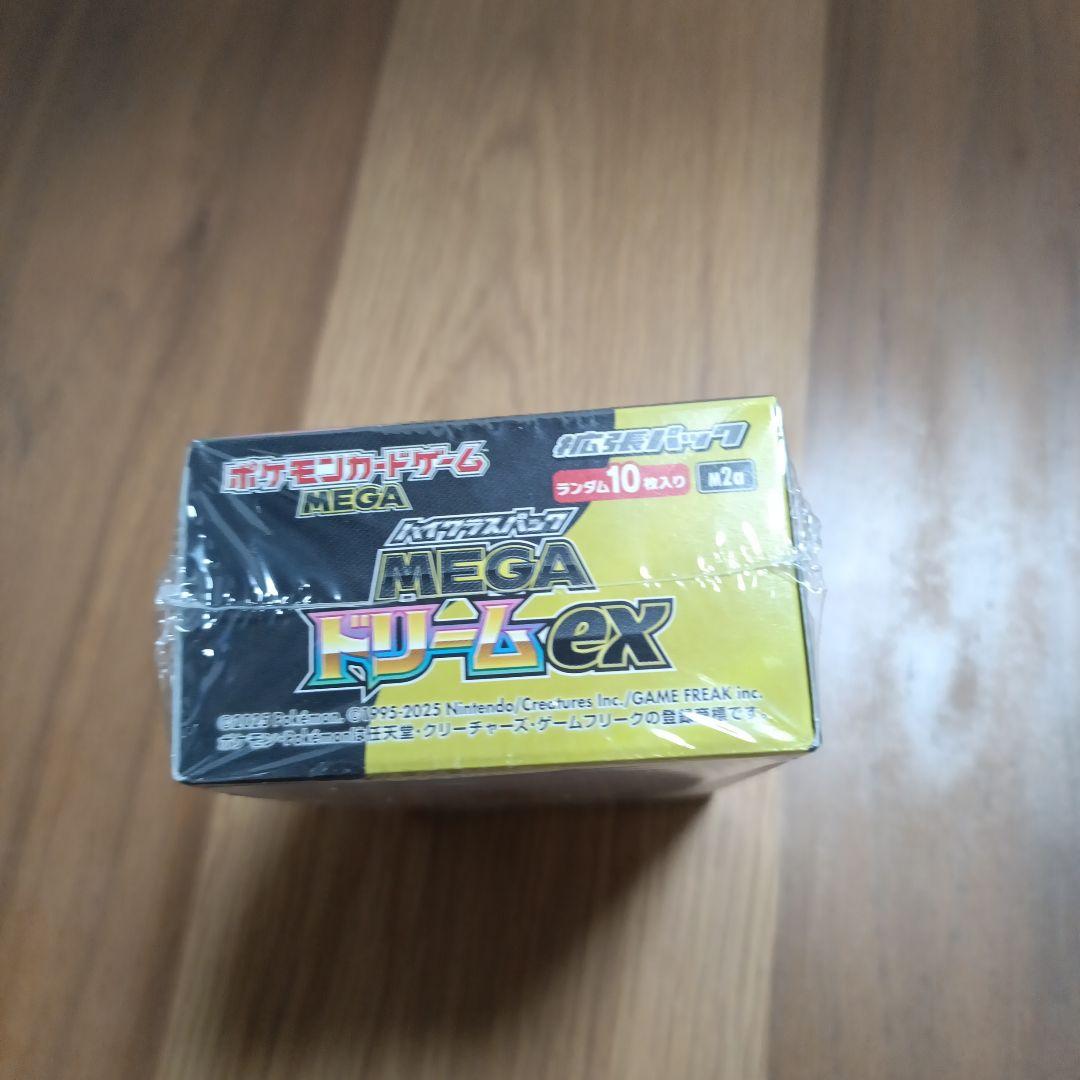 ポケモンカードゲーム
MEGA
拡張パック
ランダム10枚入り
M2a
ハイクラスパック
MEGA
ドリームex
©2025 Pokémon. ©1995-2025 Nintendo/Creatures Inc./GAME FREAK inc.
ポケモン・Pokémonは任天堂・クリーチャーズ・ゲームフリークの登録商標です。